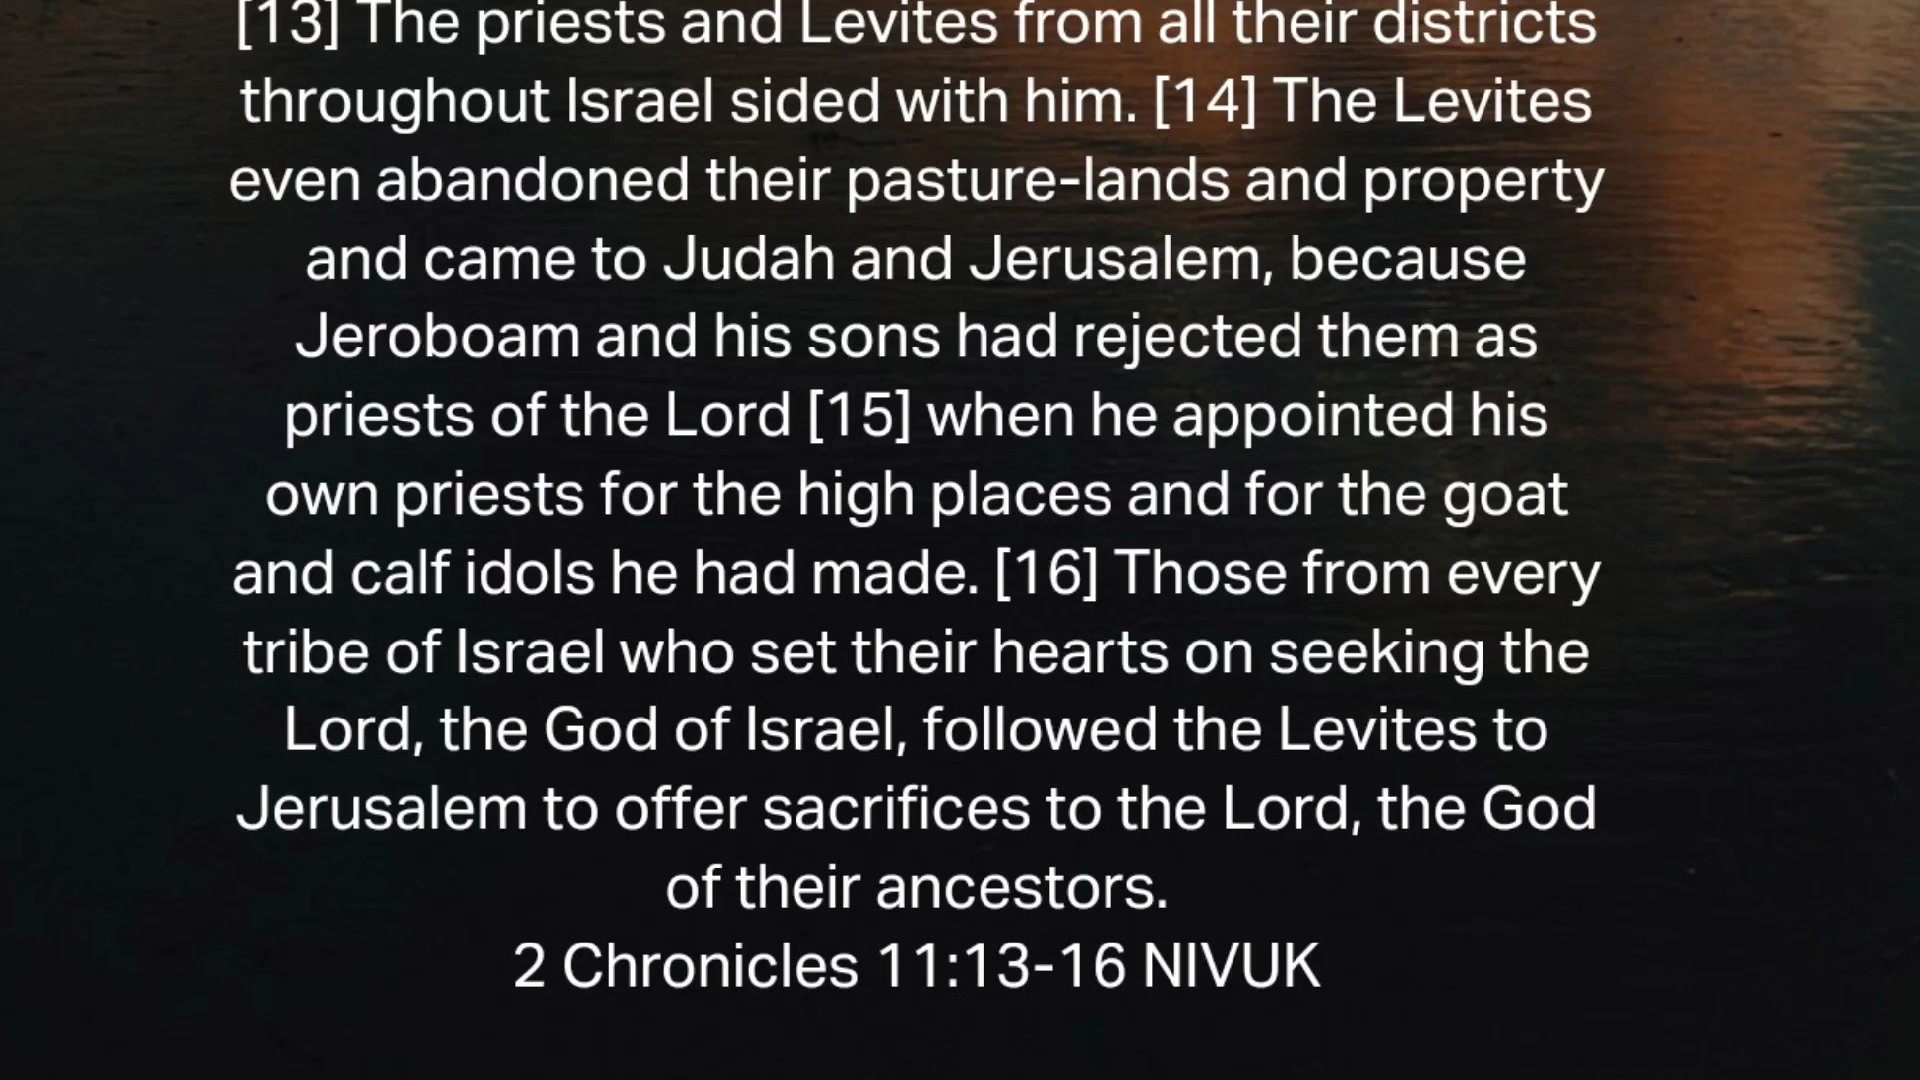 [13] The priests and Levites from all their districts
throughout Israel sided with him. [14] The Levites
even abandoned their pasture-lands and property
and came to Judah and Jerusalem, because
Jeroboam and his sons had rejected them as
priests of the Lord [15] when he appointed his
own priests for the high places and for the goat
and calf idols he had made. [16] Those from every
tribe of Israel who set their hearts on seeking the
Lord, the God of Israel, followed the Levites to
Jerusalem to offer sacrifices to the Lord, the God
of their ancestors.
2 Chronicles 11:13-16 NIVUK